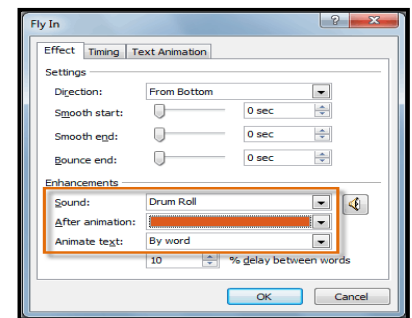 Fly In
Effect Timing Text Animation
Settings
Direction: From Bottom
Smooth start: 0 sec
Smooth end: 0 sec
Bounce end: 0 sec
Enhancements
Sound: Drum Roll
After animation:
Animate text: By word
10 % delay between words
OK Cancel